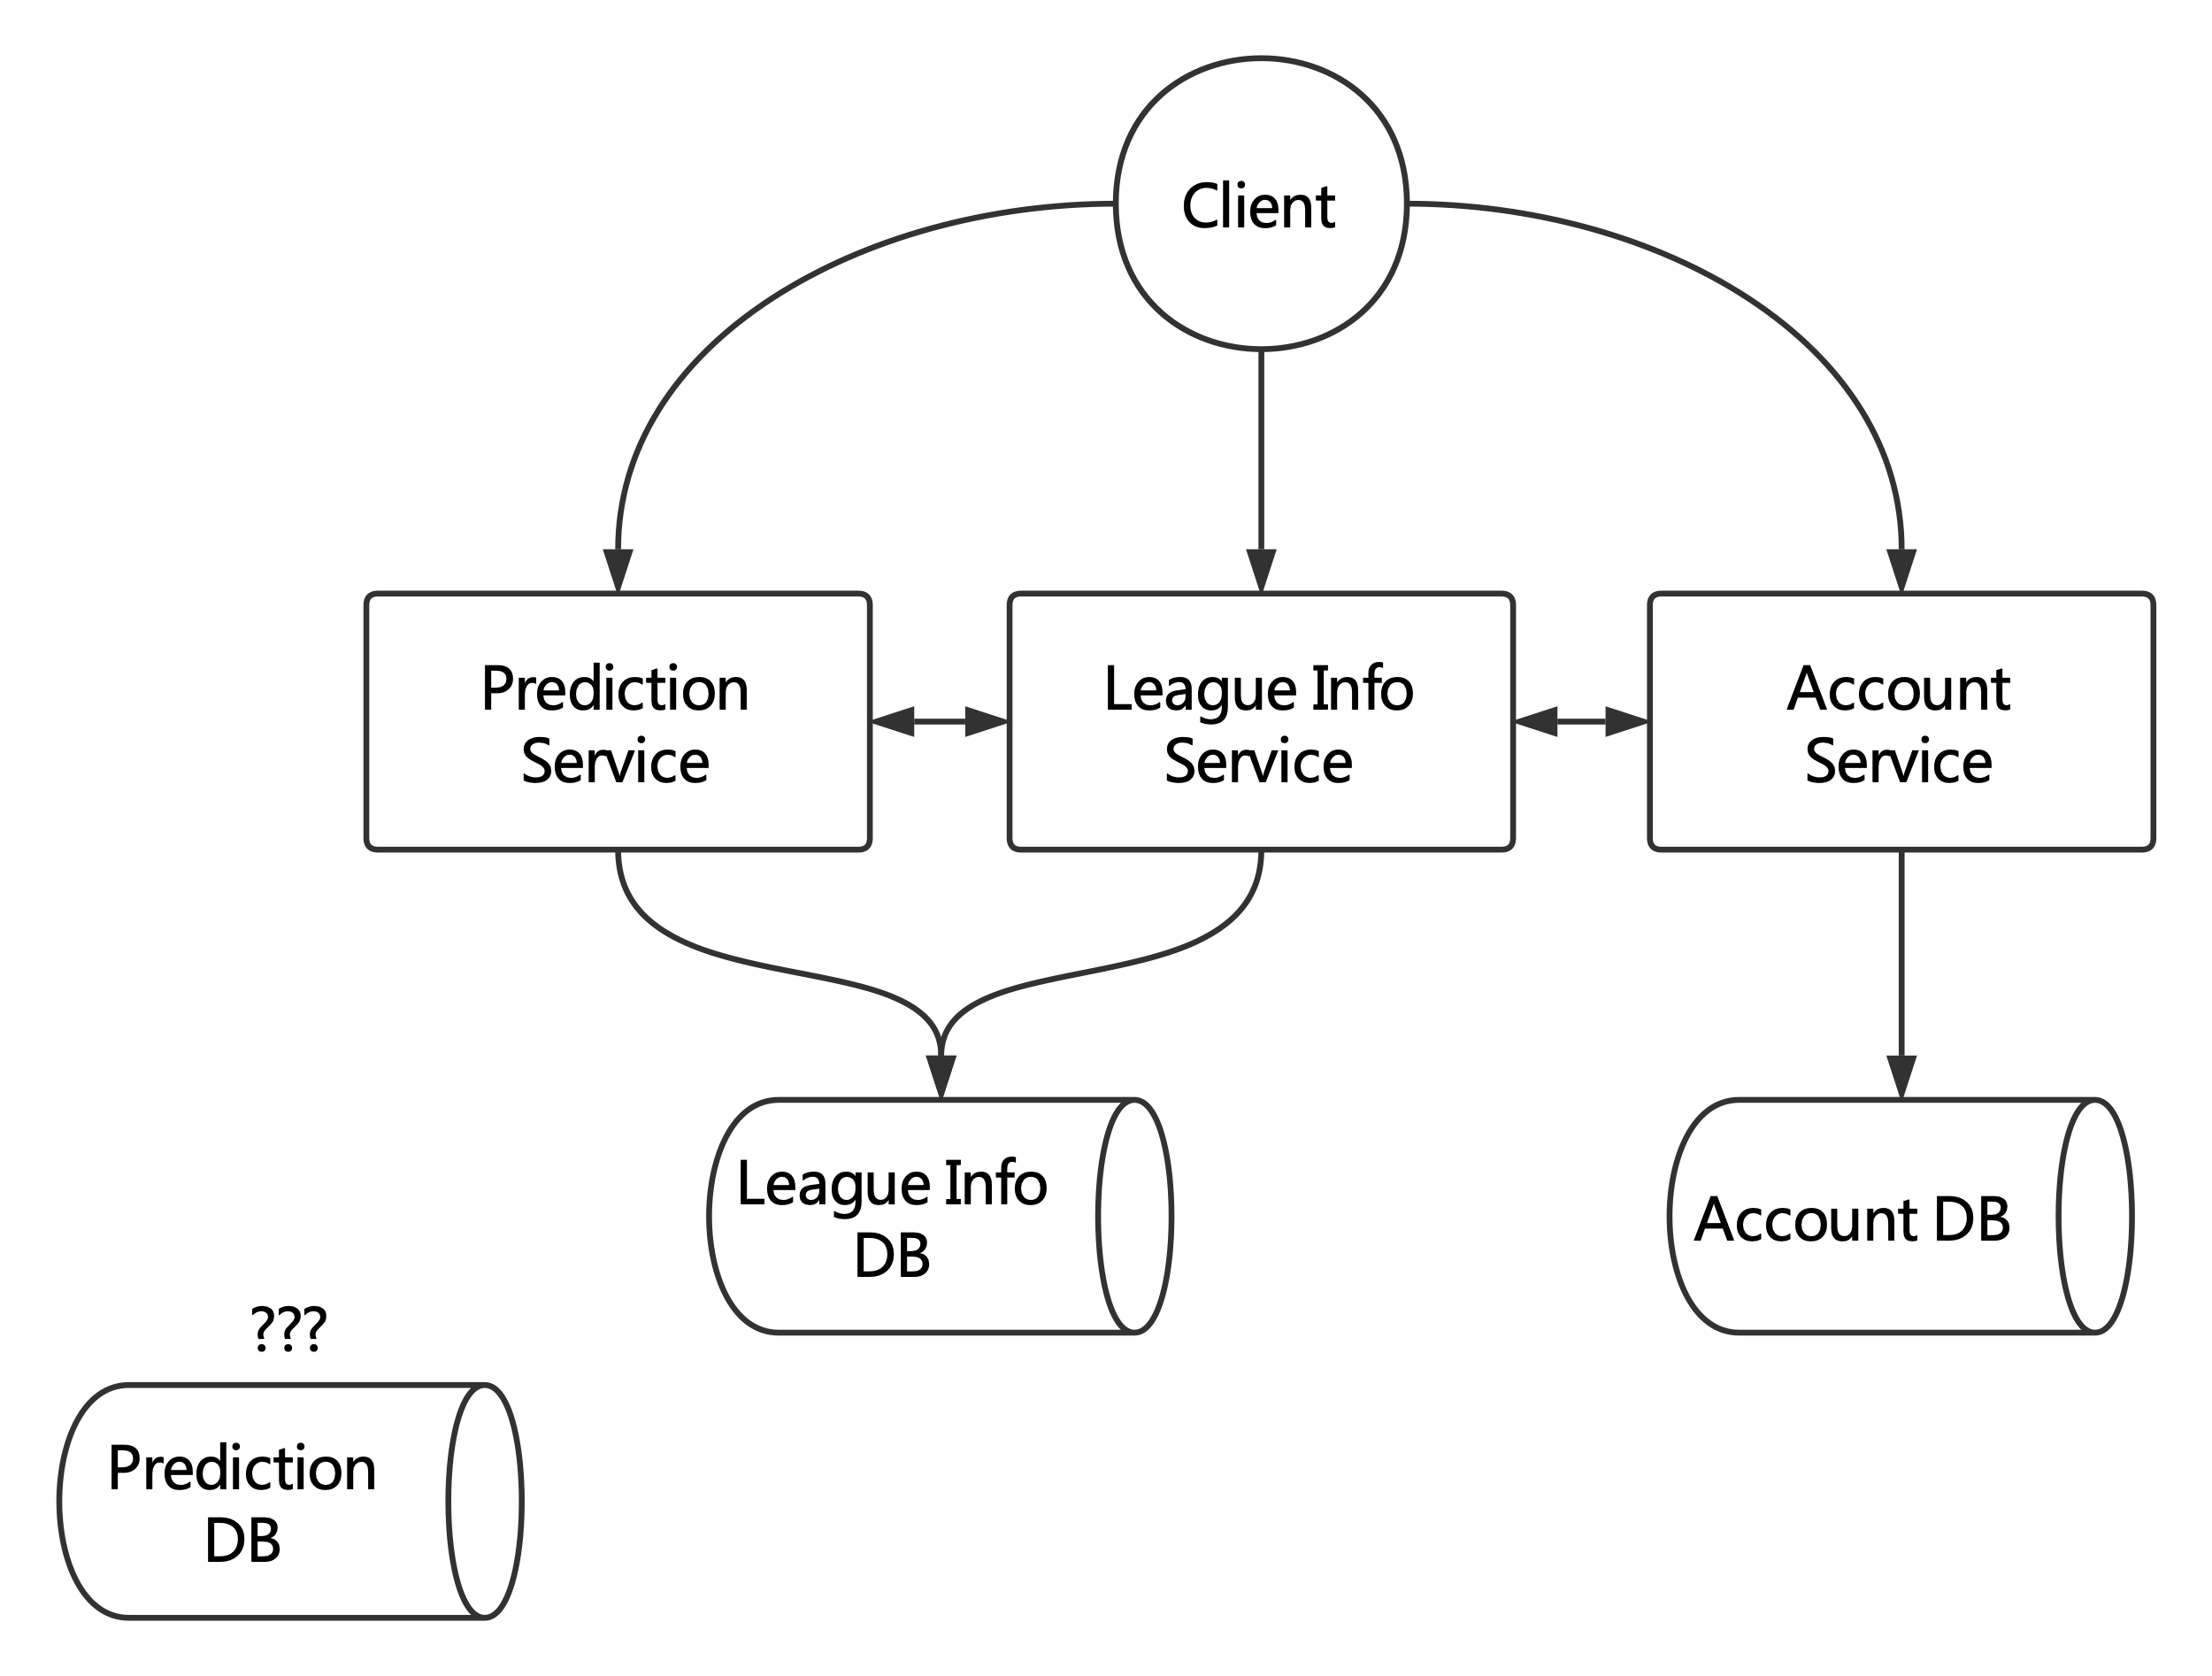 Client
Prediction
Service
League Info
Service
Account
Service
League Info
DB
Account DB
???
Prediction
DB